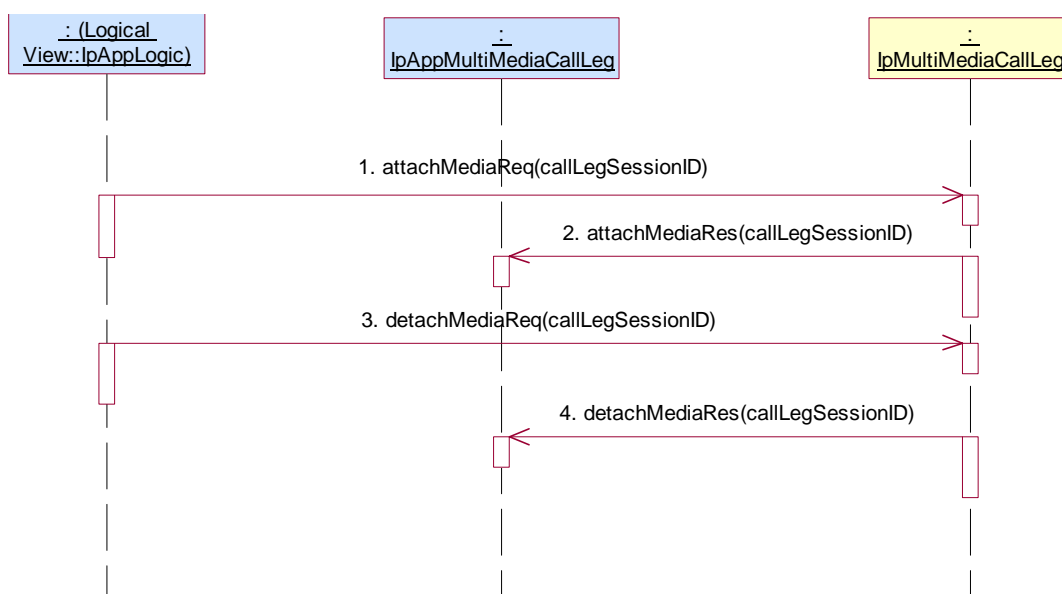 : (Logical
View::IpAppLogic)
:
IpAppMultiMediaCallLeg
:
IpMultiMediaCallLeg
1. attachMediaReq(callLegSessionID)
2. attachMediaRes(callLegSessionID)
3. detachMediaReq(callLegSessionID)
4. detachMediaRes(callLegSessionID)